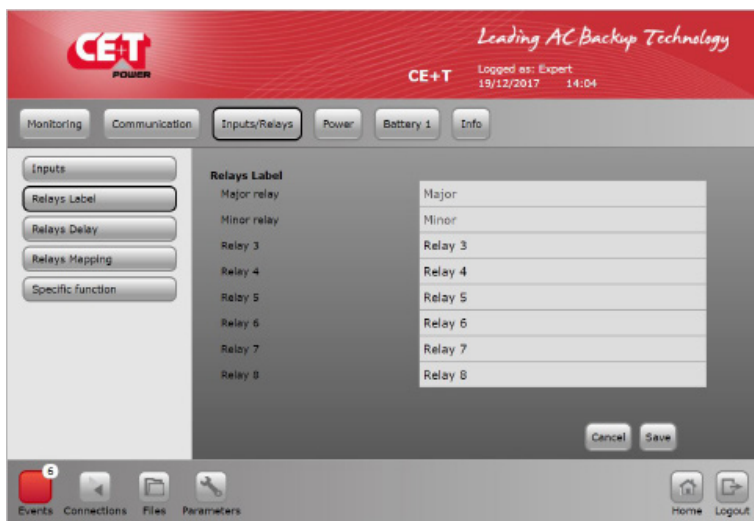 CE+T
POWER
Leading AC Backup Technology
CE+T
Logged as: Expert
19/12/2017 14:04
Monitoring Communication Inputs/Relays Power Battery 1 Info
Inputs
Relays Label
Relays Delay
Relays Mapping
Specific function
Relays Label
Major relay Major
Minor relay Minor
Relay 3 Relay 3
Relay 4 Relay 4
Relay 5 Relay 5
Relay 6 Relay 6
Relay 7 Relay 7
Relay 8 Relay 8
Cancel Save
6
Events Connections Files Parameters Home Logout